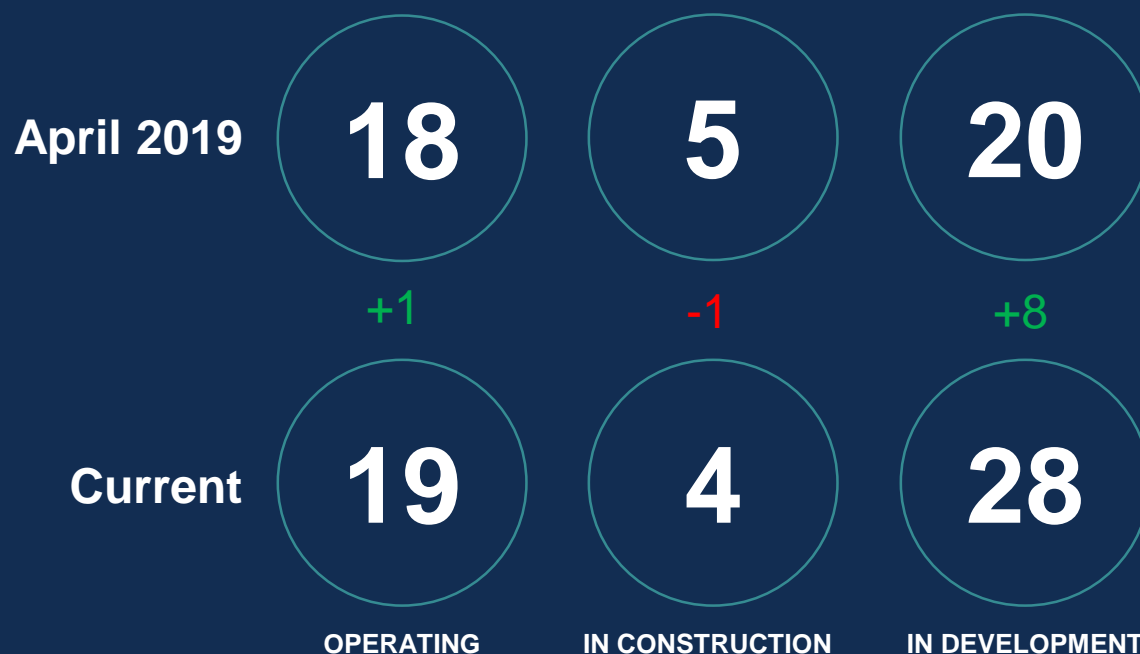 April 2019 18 5 20
+1 -1 +8
Current 19 4 28
OPERATING IN CONSTRUCTION IN DEVELOPMENT